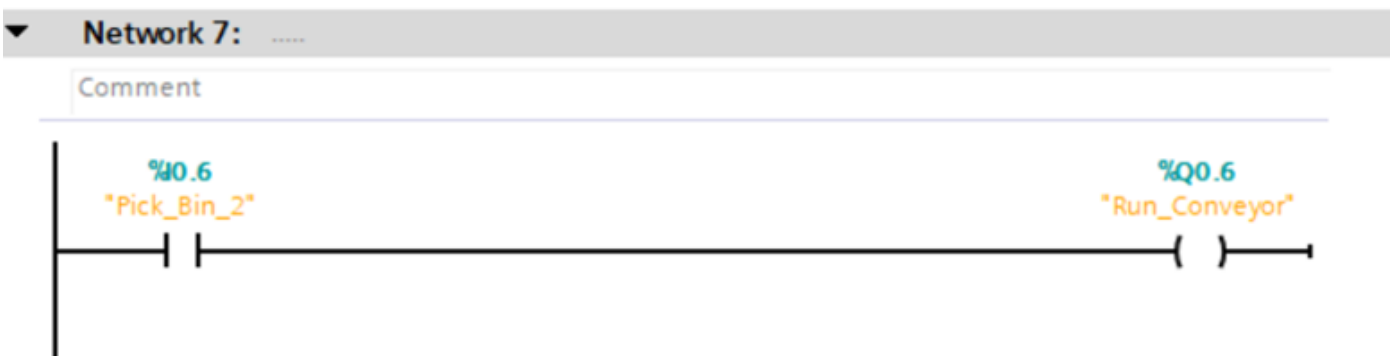 Network 7: .....
Comment
%I0.6 %Q0.6
"Pick_Bin_2" "Run_Conveyor"